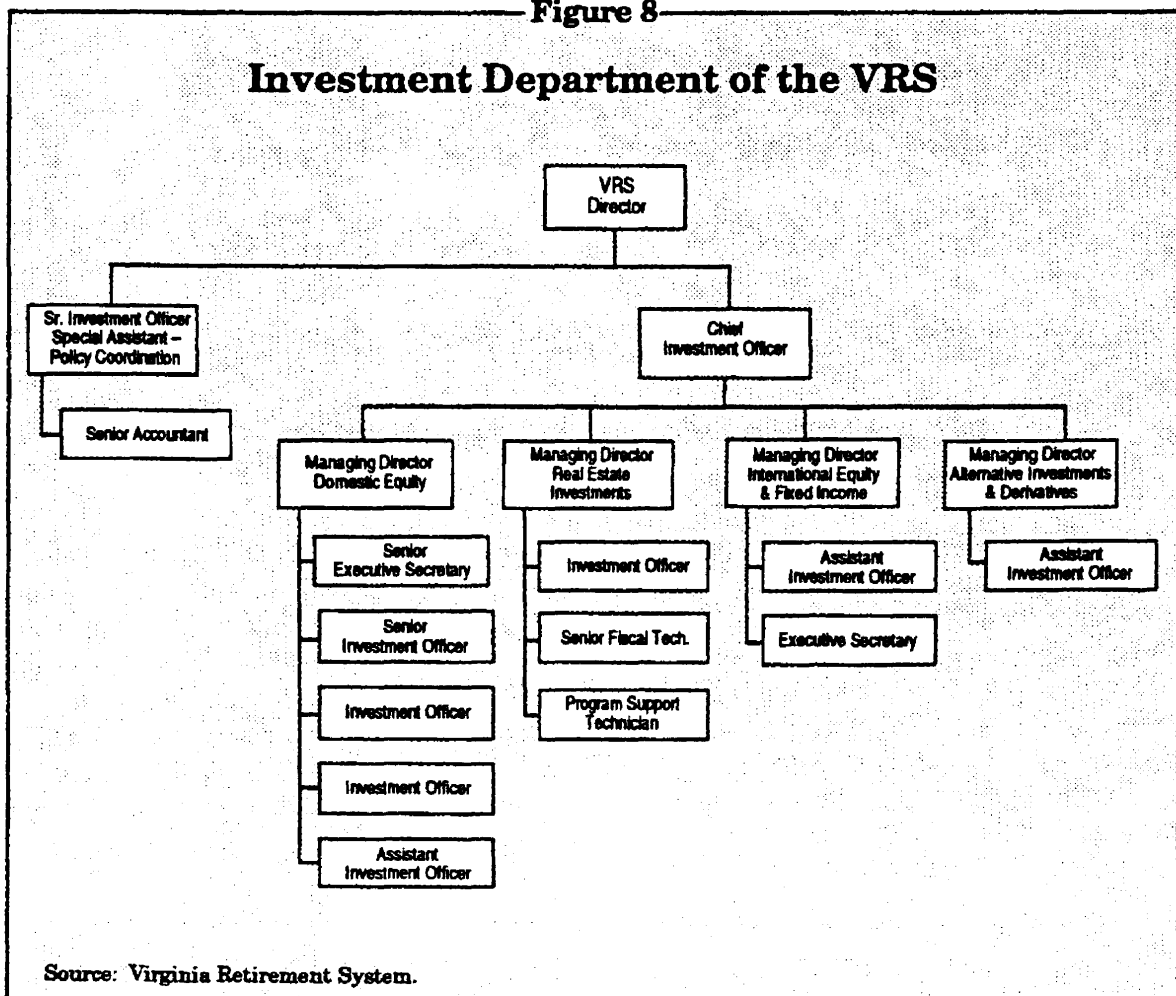 Figure 8
Investment Department of the VRS
VRS
Director
Sr. Investment Officer
Special Assistant –
Policy Coordination
Senior Accountant
Chief
Investment Officer
Managing Director
Domestic Equity
Senior
Executive Secretary
Senior
Investment Officer
Investment Officer
Investment Officer
Assistant
Investment Officer
Managing Director
Real Estate
Investments
Investment Officer
Senior Fiscal Tech.
Program Support
Technician
Managing Director
International Equity
& Fixed Income
Assistant
Investment Officer
Executive Secretary
Managing Director
Alternative Investments
& Derivatives
Assistant
Investment Officer
Source: Virginia Retirement System.